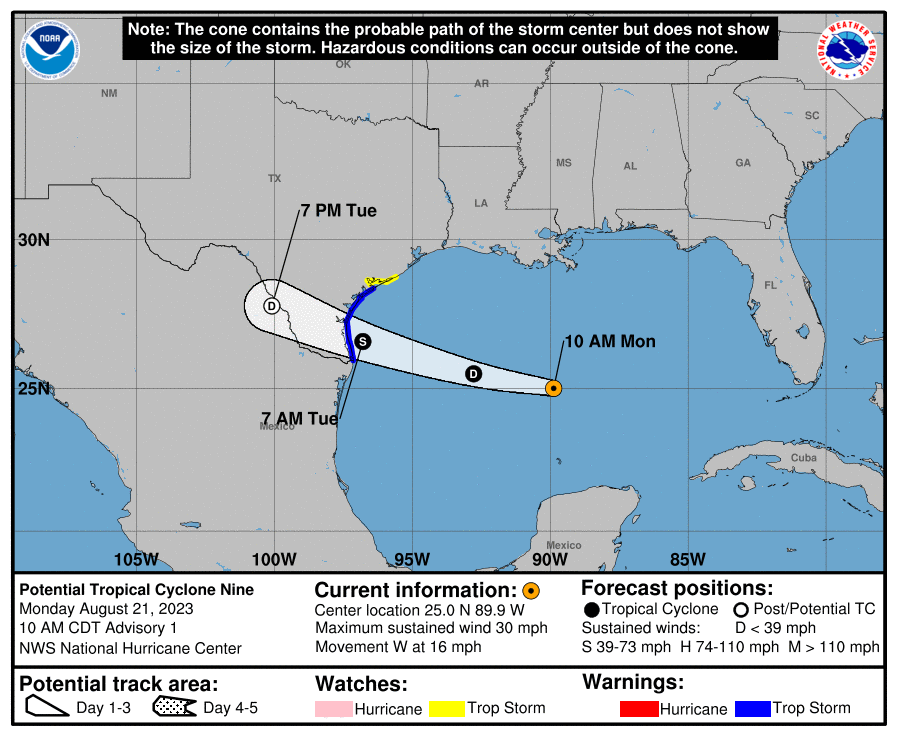 Note: The cone contains the probable path of the storm center but does not show
the size of the storm. Hazardous conditions can occur outside of the cone.
NOAA
NATIONAL WEATHER SERVICE
OK
AR
NM
SC
MS
AL
GA
TX
LA
7 PM Tue
30N
FL
D
S
10 AM Mon
D
25N
7 AM Tue
Mexico
Cuba
Mexico
105W
100W
95W
90W
85W
Potential Tropical Cyclone Nine
Monday August 21, 2023
10 AM CDT Advisory 1
NWS National Hurricane Center
Current information:
Center location 25.0 N 89.9 W
Maximum sustained wind 30 mph
Movement W at 16 mph
Forecast positions:
Tropical Cyclone Post/Potential TC
Sustained winds: D < 39 mph
S 39-73 mph H 74-110 mph M > 110 mph
Potential track area:
Day 1-3 Day 4-5
Watches:
Hurricane Trop Storm
Warnings:
Hurricane Trop Storm